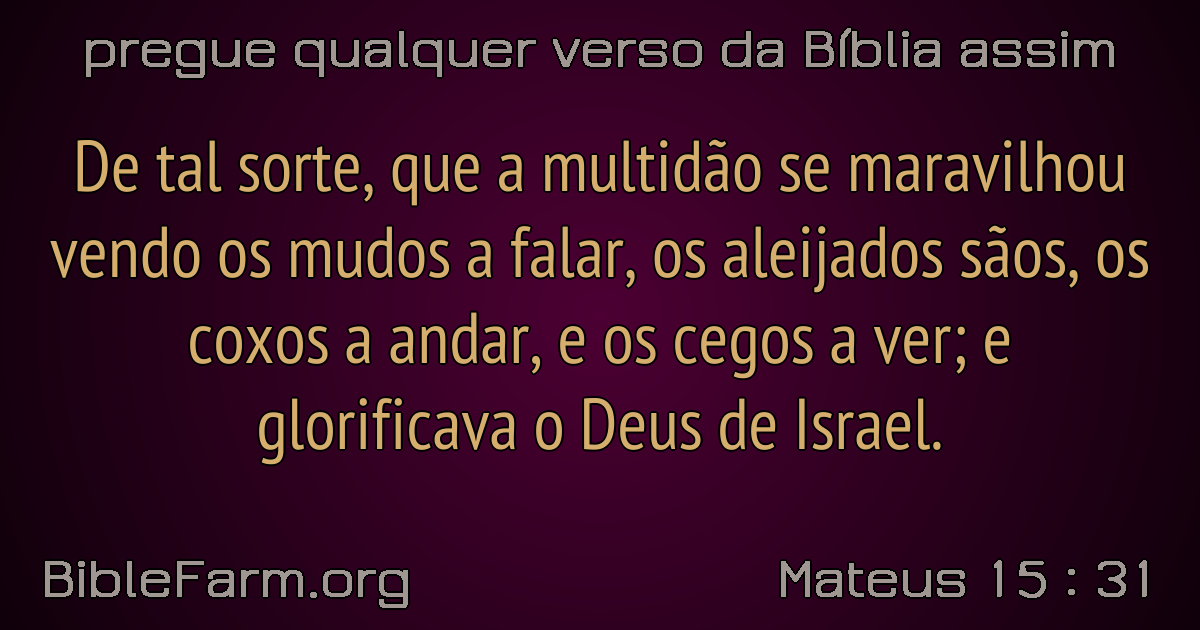 pregue qualquer verso da Bíblia assim
De tal sorte, que a multidão se maravilhou
vendo os mudos a falar, os aleijados sãos, os
coxos a andar, e os cegos a ver; e
glorificava o Deus de Israel.
BibleFarm.org
Mateus 15 : 31